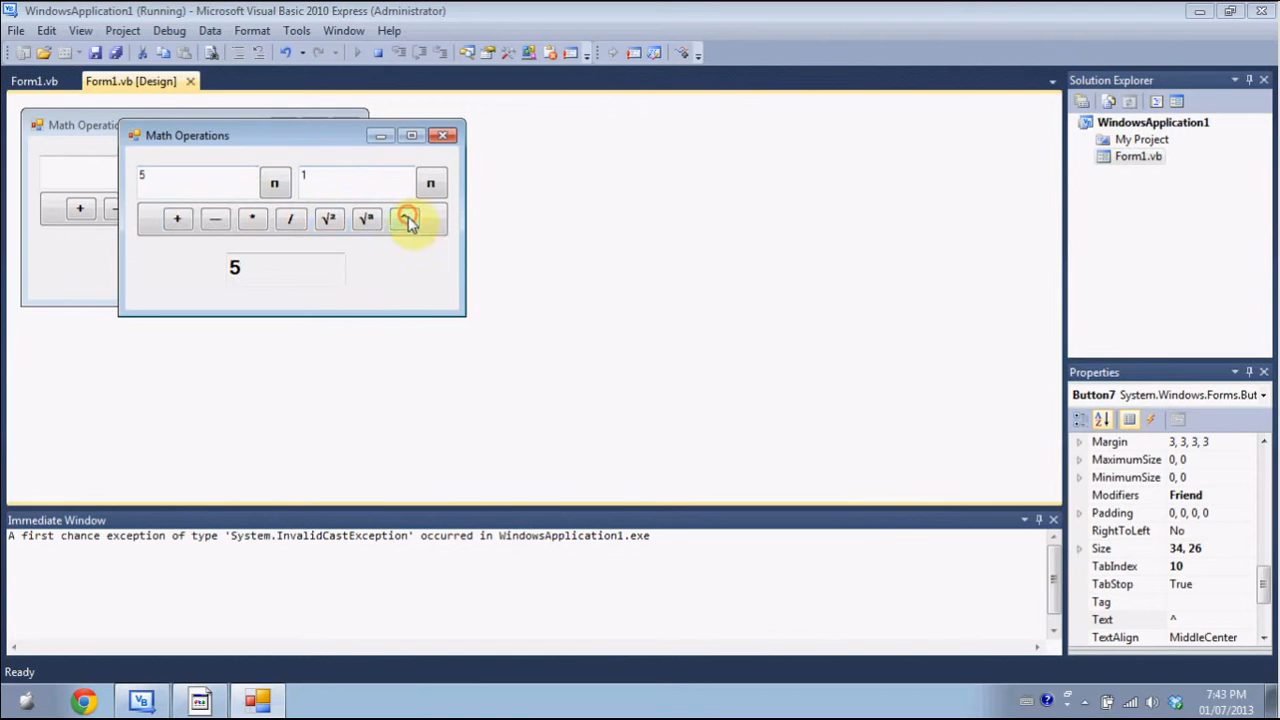 WindowsApplication1 (Running) - Microsoft Visual Basic 2010 Express (Administrator)
File Edit View Project Debug Data Format Tools Window Help
Form1.vb Form1.vb [Design]
Solution Explorer
WindowsApplication1
My Project
Form1.vb
Math Operations
5 п 1 п
+ — * / √² √³
5
Math Operatio
+
Properties
Button7 System.Windows.Forms.But
Margin 3, 3, 3, 3
MaximumSize 0, 0
MinimumSize 0, 0
Modifiers Friend
Padding 0, 0, 0, 0
RightToLeft No
Size 34, 26
TabIndex 10
TabStop True
Tag
Text ^
TextAlign MiddleCenter
Immediate Window
A first chance exception of type 'System.InvalidCastException' occurred in WindowsApplication1.exe
Ready
VB
7:43 PM
01/07/2013